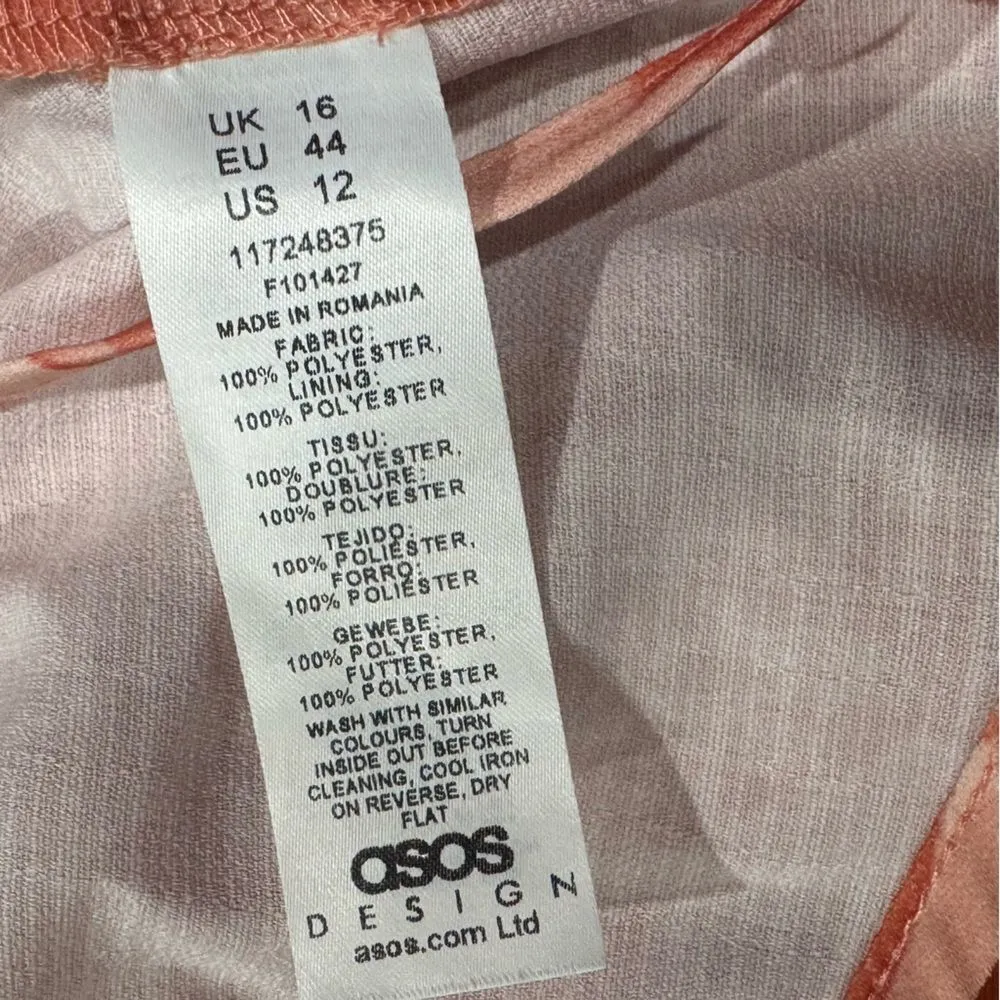 UK 16
EU 44
US 12
117248375
F101427
MADE IN ROMANIA
FABRIC:
100% POLYESTER,
LINING:
100% POLYESTER
TISSU:
100% POLYESTER,
DOUBLURE:
100% POLYESTER
TEJIDO:
100% POLIÉSTER,
FORRO:
100% POLIÉSTER
GEWEBE:
100% POLYESTER,
FUTTER:
100% POLYESTER
WASH WITH SIMILAR
COLOURS, TURN
INSIDE OUT BEFORE
CLEANING, COOL IRON
ON REVERSE, DRY
FLAT
asos
DESIGN
asos.com Ltd